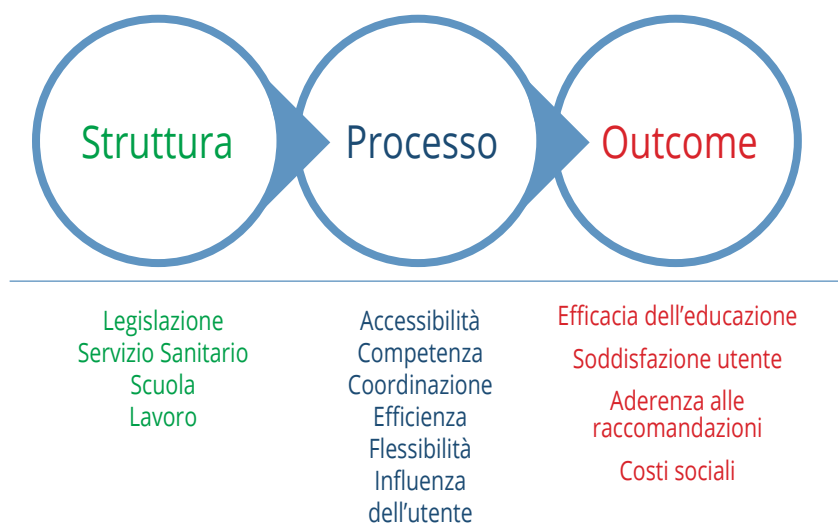 Struttura
Processo
Outcome
Legislazione
Servizio Sanitario
Scuola
Lavoro
Accessibilità
Competenza
Coordinazione
Efficienza
Flessibilità
Influenza
dell’utente
Efficacia dell’educazione
Soddisfazione utente
Aderenza alle
raccomandazioni
Costi sociali